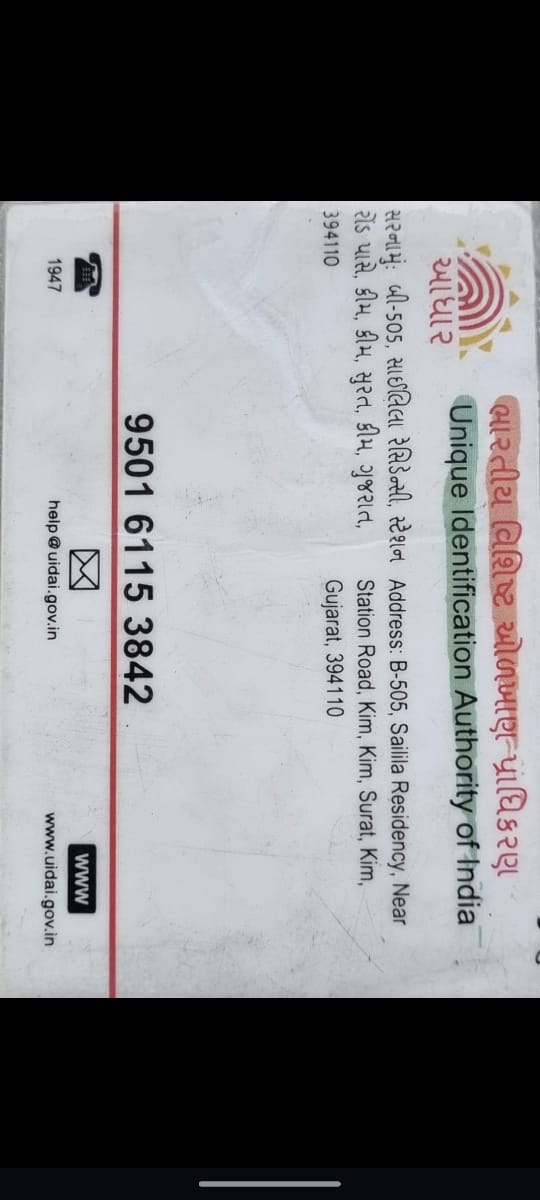 ભારતીય વિશિષ્ટ ઓળખાણ પ્રાધિકરણ
Unique Identification Authority of India
આધાર
સરનામું: બી-505, સાઈલિલા રેસિડેન્સી, સ્ટેશન
રોડ પાસે, કીમ, કીમ, સુરત, કીમ, ગુજરાત,
394110
Address: B-505, Sailila Residency, Near
Station Road, Kim, Kim, Surat, Kim,
Gujarat, 394110
9501 6115 3842
1947
help@uidai.gov.in
WWW
www.uidai.gov.in